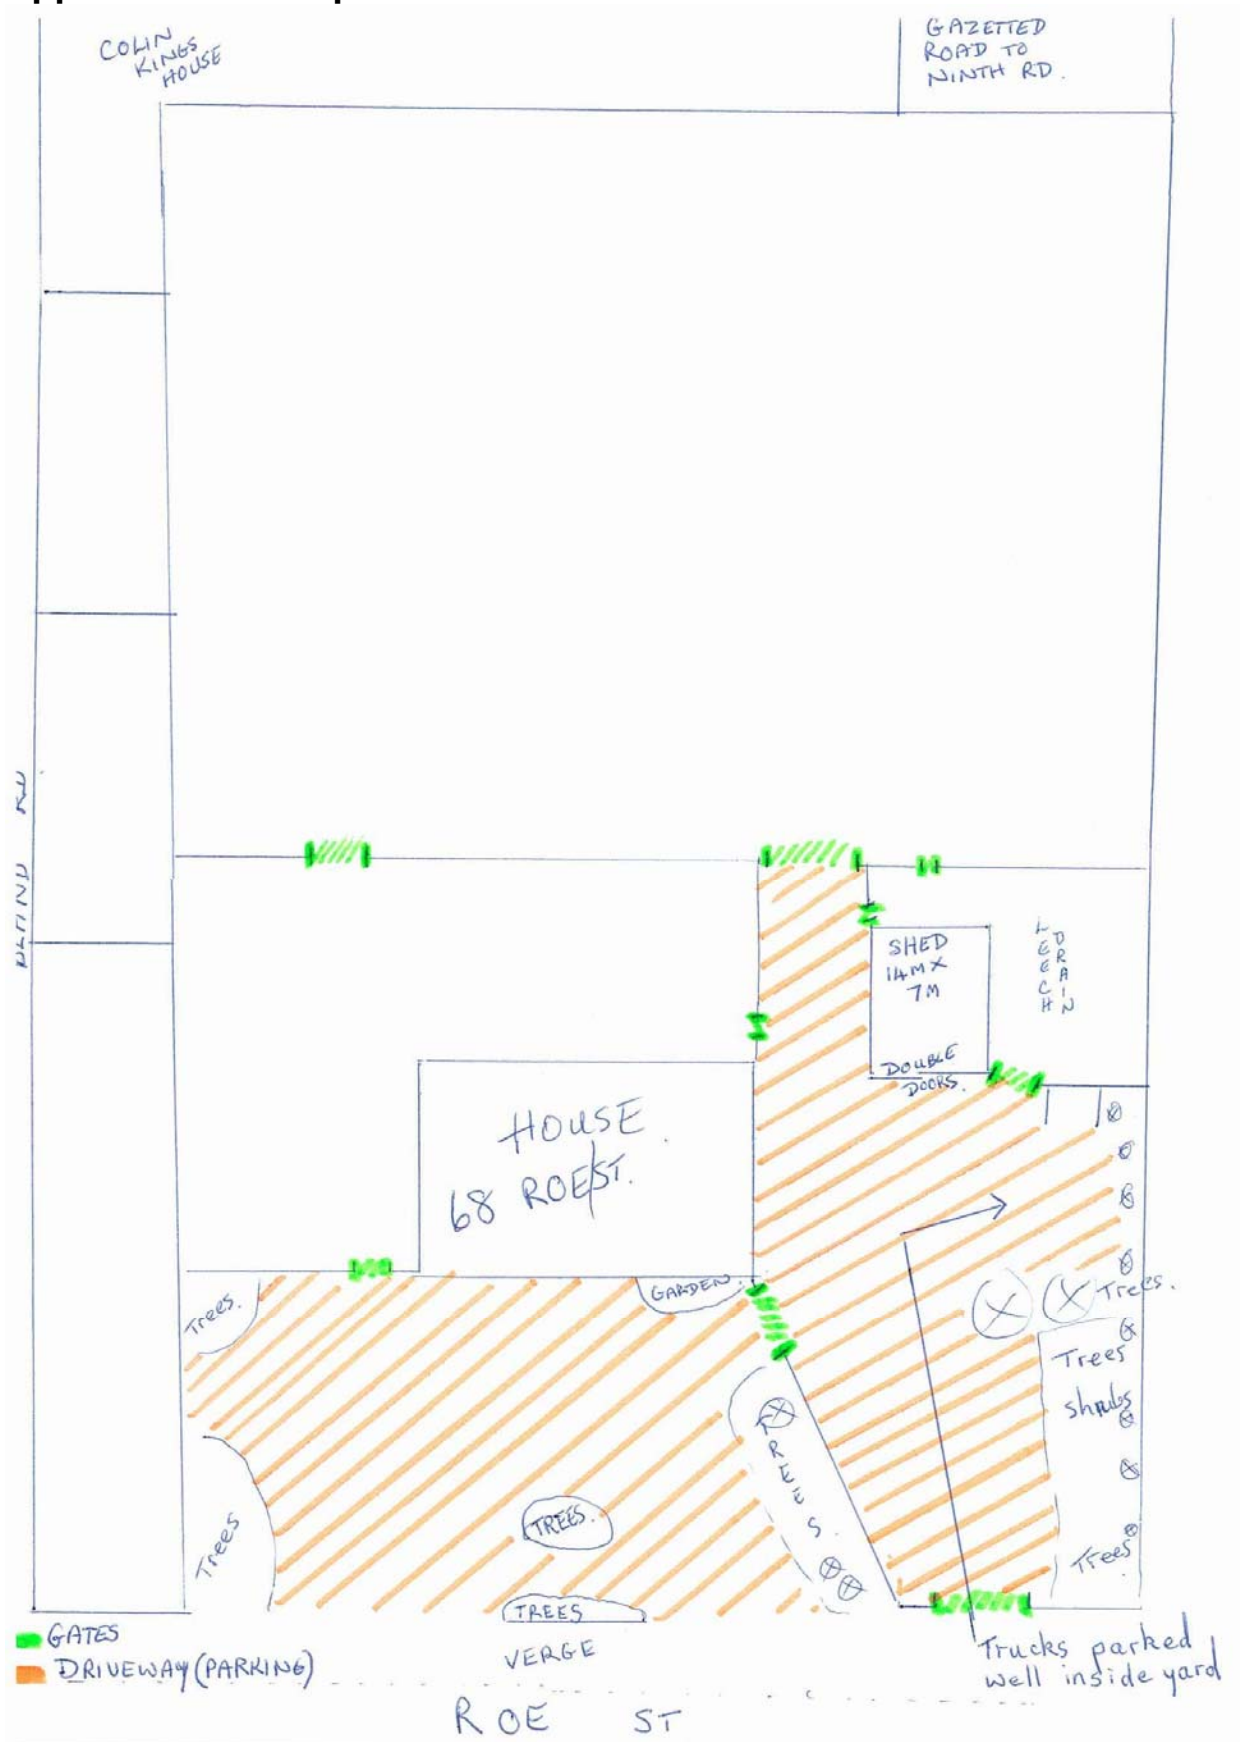 COLIN
KINGS
HOUSE
GAZETTED
ROAD TO
NINTH RD.
SHED
14M X
7M
LEECH
DRAIN
DOUBLE
DOORS.
HOUSE
68 ROE ST.
GARDEN.
Trees.
Trees.
Trees
shrubs
TREES.
TREES.
Trees
Trees
TREES
VERGE
GATES
DRIVEWAY (PARKING)
Trucks parked
well inside yard
ROE ST